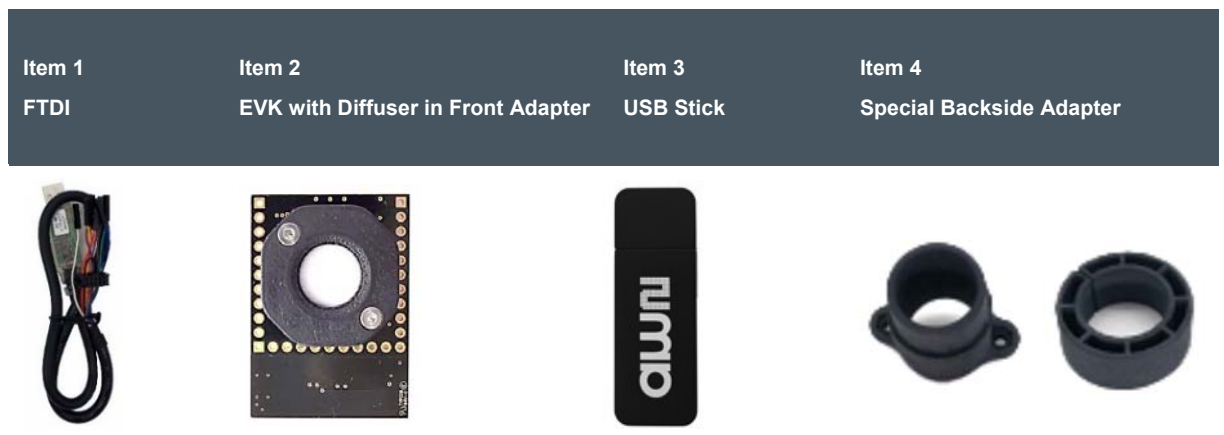 Item 1 Item 2 Item 3 Item 4
FTDI EVK with Diffuser in Front Adapter USB Stick Special Backside Adapter
amu